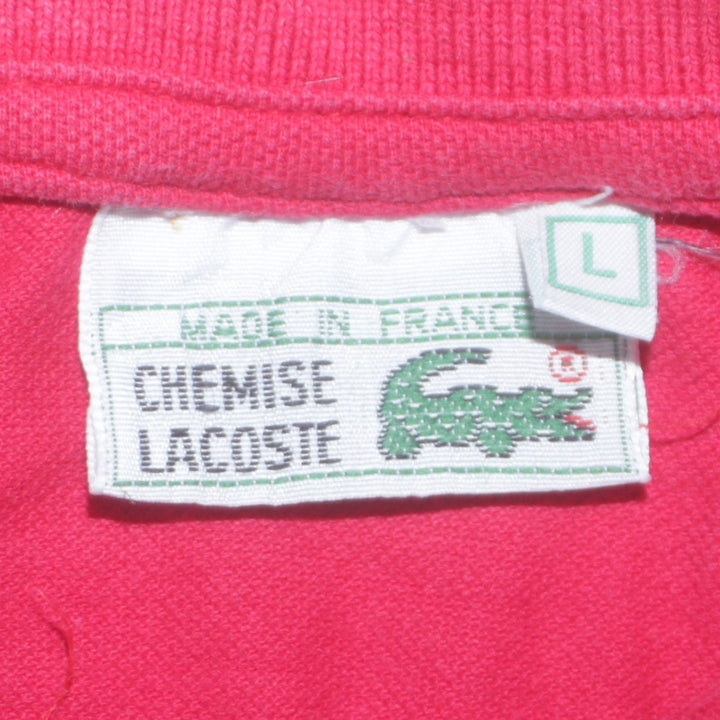 L
MADE IN FRANCE
CHEMISE
LACOSTE
®